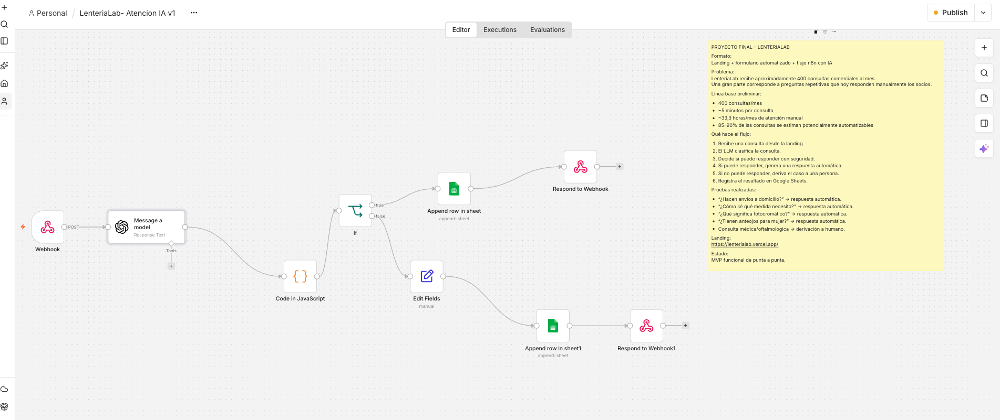 Personal / LenteriaLab- Atencion IA v1
Publish
Editor Executions Evaluations
PROYECTO FINAL – LENTERIALAB
Formato:
Landing + formulario automatizado + flujo n8n con IA
Problema:
LenteriaLab recibe aproximadamente 400 consultas comerciales al mes.
Una gran parte corresponde a preguntas repetitivas que hoy responden manualmente los socios.
Línea base preliminar:
• 400 consultas/mes
• ~5 minutos por consulta
• ~33,3 horas/mes de atención manual
• 85–90% de las consultas se estiman potencialmente automatizables
Qué hace el flujo:
1. Recibe una consulta desde la landing.
2. El LLM clasifica la consulta.
3. Decide si puede responder con seguridad.
4. Si puede responder, genera una respuesta automática.
5. Si no puede responder, deriva el caso a una persona.
6. Registra el resultado en Google Sheets.
Pruebas realizadas:
• “¿Hacen envíos a domicilio?” → respuesta automática.
• “¿Cómo sé qué medida necesito?” → respuesta automática.
• “¿Qué significa fotocromático?” → respuesta automática.
• “¿Tienen anteojos para mujer?” → respuesta automática.
• Consulta médica/oftalmológica → derivación a humano.
Landing:
https://lenterialab.vercel.app/
Estado:
MVP funcional de punta a punta.
Webhook
POST
Message a
model
Response Text
Tools
Code in JavaScript
If
true
false
Append row in sheet
append: sheet
Respond to Webhook
Edit Fields
manual
Append row in sheet1
append: sheet
Respond to Webhook1